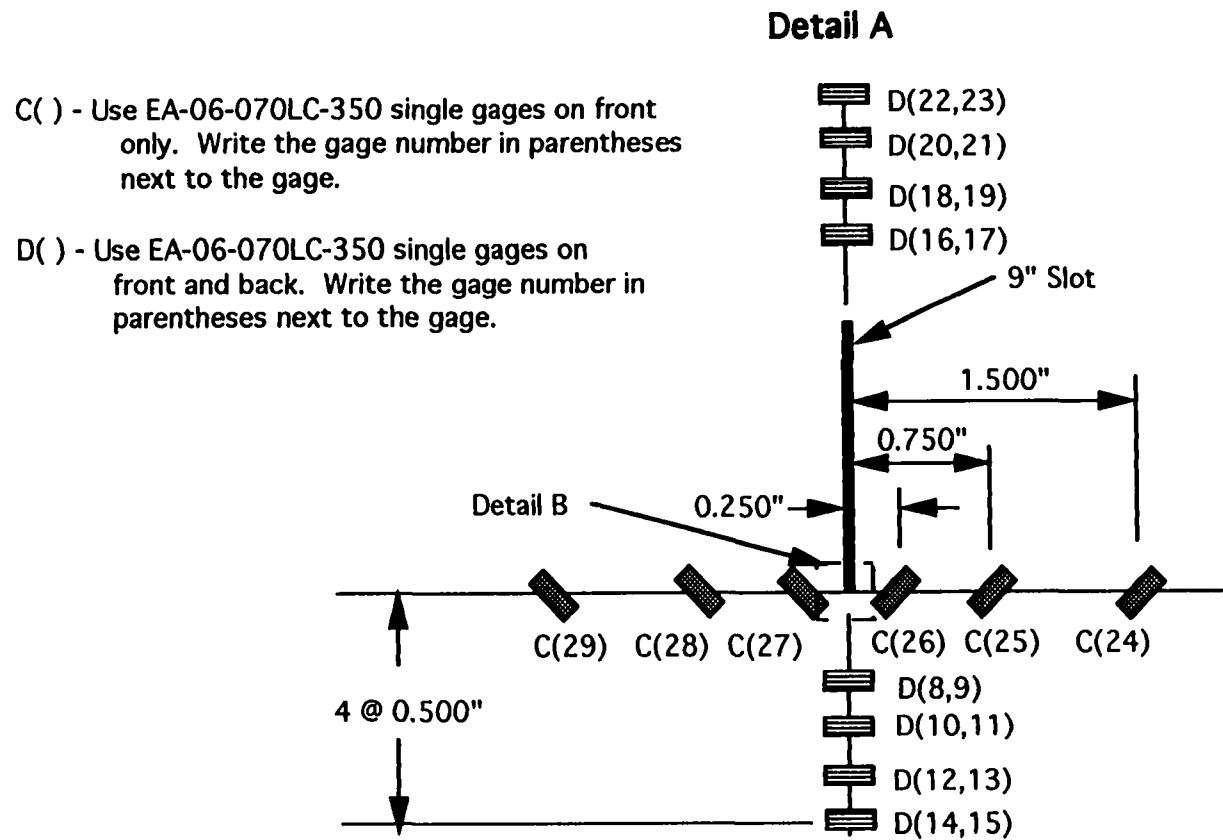 Detail A
C( ) - Use EA-06-070LC-350 single gages on front
only. Write the gage number in parentheses
next to the gage.
D( ) - Use EA-06-070LC-350 single gages on
front and back. Write the gage number in
parentheses next to the gage.
D(22,23)
D(20,21)
D(18,19)
D(16,17)
9" Slot
1.500"
0.750"
Detail B
0.250"
C(29)
C(28)
C(27)
C(26)
C(25)
C(24)
4 @ 0.500"
D(8,9)
D(10,11)
D(12,13)
D(14,15)